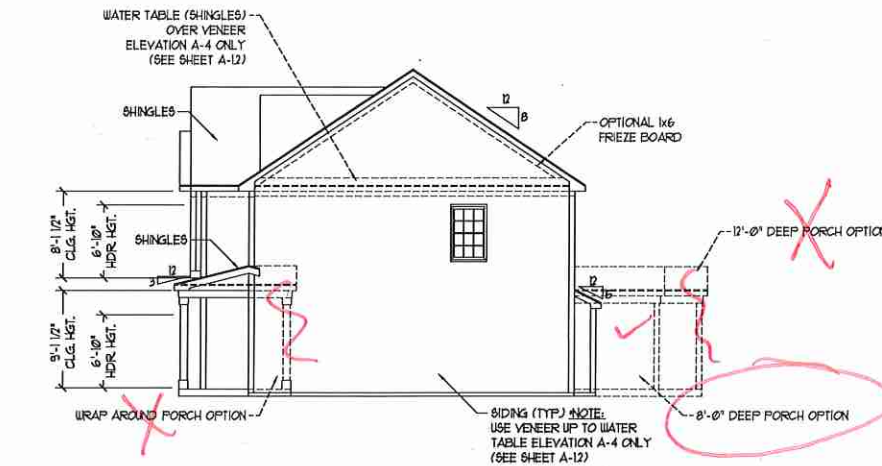 WATER TABLE (SHINGLES)
OVER VENEER
ELEVATION A-4 ONLY
(SEE SHEET A-12)
SHINGLES
12
8
OPTIONAL 1x6
FRIEZE BOARD
8'-1 1/2"
CLG. HGT.
6'-10"
HDR. HGT.
SHINGLES
12
3
12'-0" DEEP PORCH OPTION
12
6
9'-1 1/2"
CLG. HGT.
6'-10"
HDR. HGT.
WRAP AROUND PORCH OPTION
SIDING (TYP.) *NOTE:
USE VENEER UP TO WATER
TABLE ELEVATION A-4 ONLY
(SEE SHEET A-12)
8'-0" DEEP PORCH OPTION